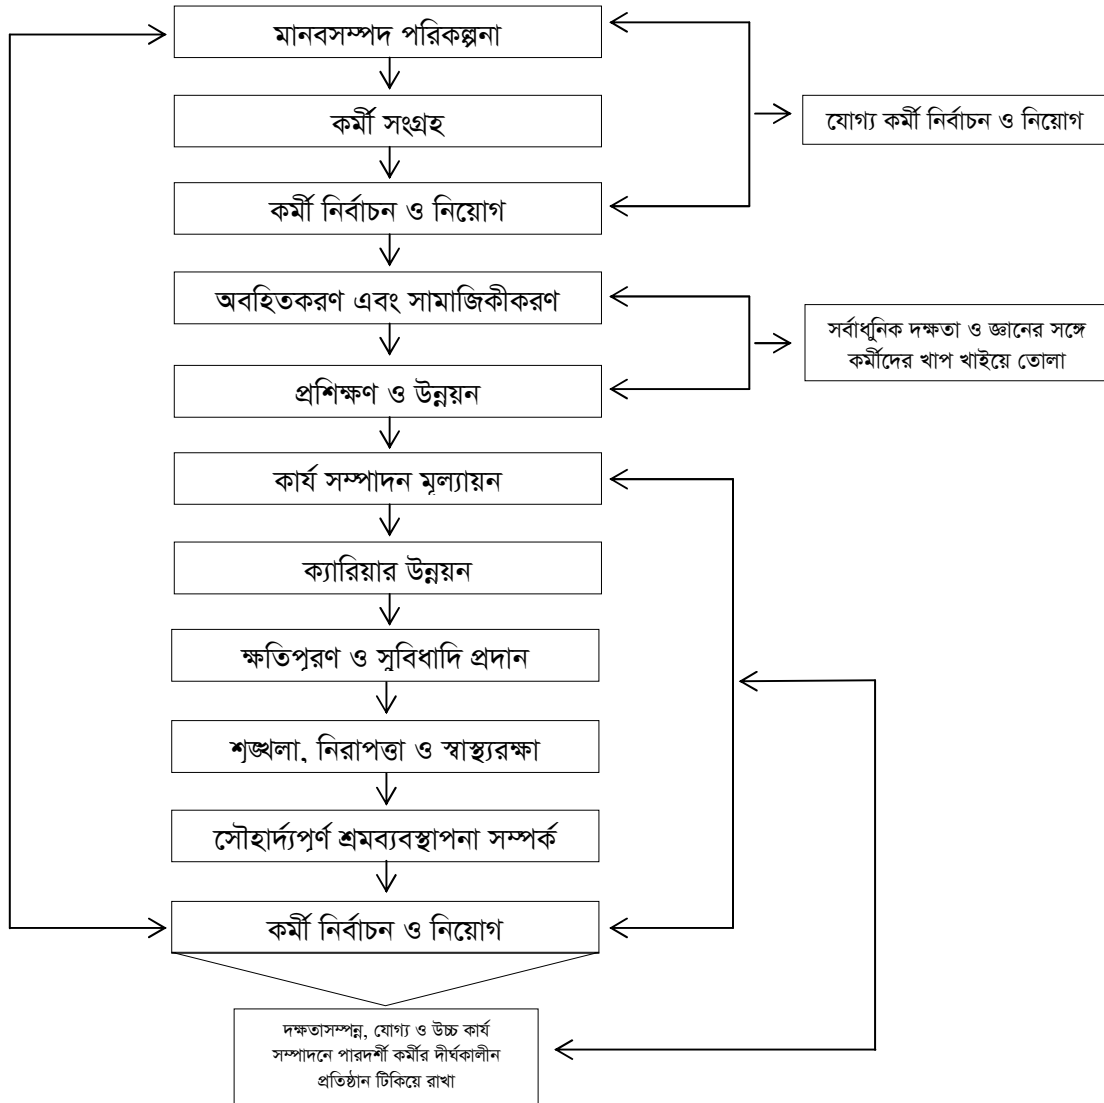 মানবসম্পদ পরিকল্পনা
কর্মী সংগ্রহ
যোগ্য কর্মী নির্বাচন ও নিয়োগ
কর্মী নির্বাচন ও নিয়োগ
অবহিতকরণ এবং সামাজিকীকরণ
সর্বাধুনিক দক্ষতা ও জ্ঞানের সঙ্গে
কর্মীদের খাপ খাইয়ে তোলা
প্রশিক্ষণ ও উন্নয়ন
কার্য সম্পাদন মূল্যায়ন
ক্যারিয়ার উন্নয়ন
ক্ষতিপূরণ ও সুবিধাদি প্রদান
শৃঙ্খলা, নিরাপত্তা ও স্বাস্থ্যরক্ষা
সৌহার্দ্যপূর্ণ শ্রমব্যবস্থাপনা সম্পর্ক
কর্মী নির্বাচন ও নিয়োগ
দক্ষতাসম্পন্ন, যোগ্য ও উচ্চ কার্য
সম্পাদনে পারদর্শী কর্মীর দীর্ঘকালীন
প্রতিষ্ঠান টিকিয়ে রাখা